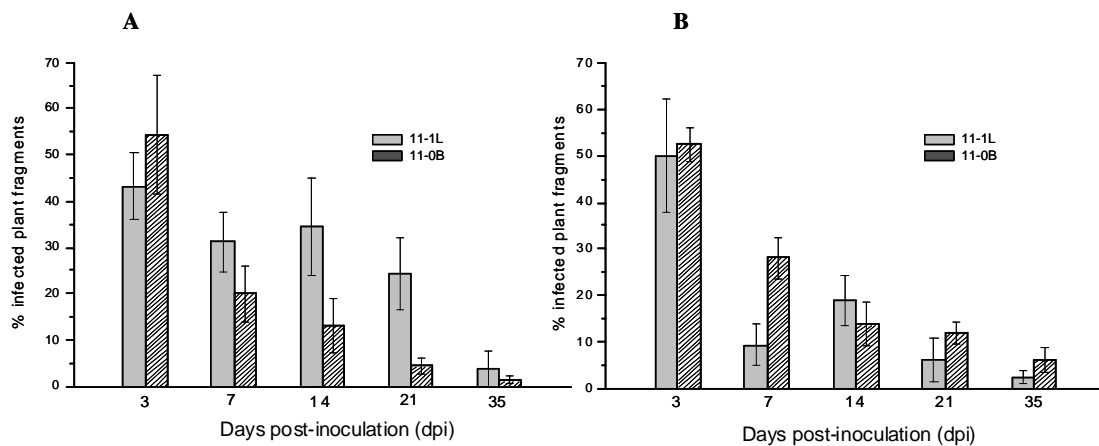 A
70
60
50
40
30
20
10
0
% infected plant fragments
11-1L
11-0B
3 7 14 21 35
Days post-inoculation (dpi)
B
70
60
50
40
30
20
10
0
% infected plant fragments
11-1L
11-0B
3 7 14 21 35
Days post-inoculation (dpi)